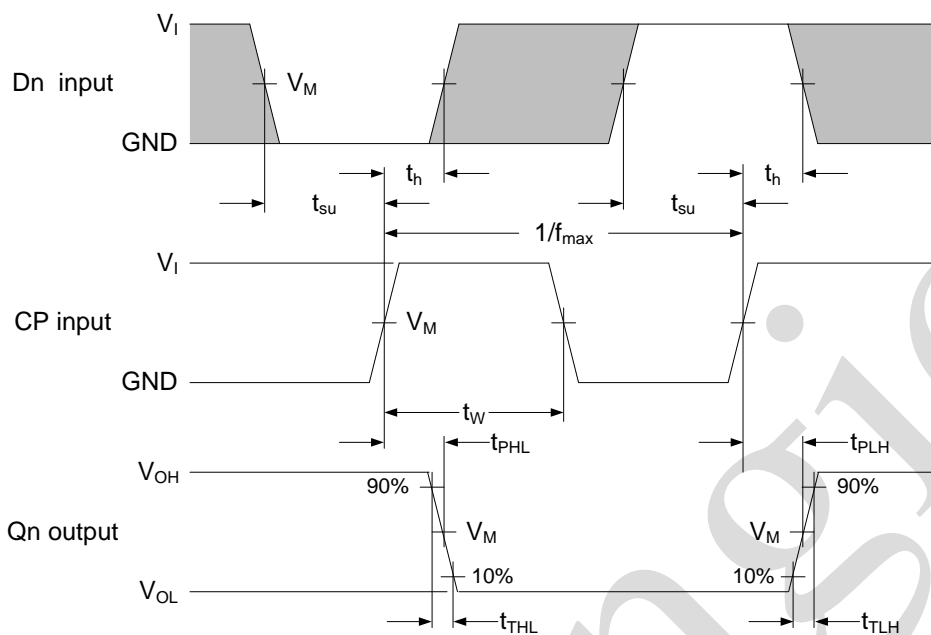 V_I
Dn input
V_M
GND
t_h
t_h
t_su
t_su
1/f_max
V_I
CP input
V_M
GND
t_W
t_PHL
t_PLH
V_OH
90%
90%
Qn output
V_M
V_M
10%
10%
V_OL
t_THL
t_TLH